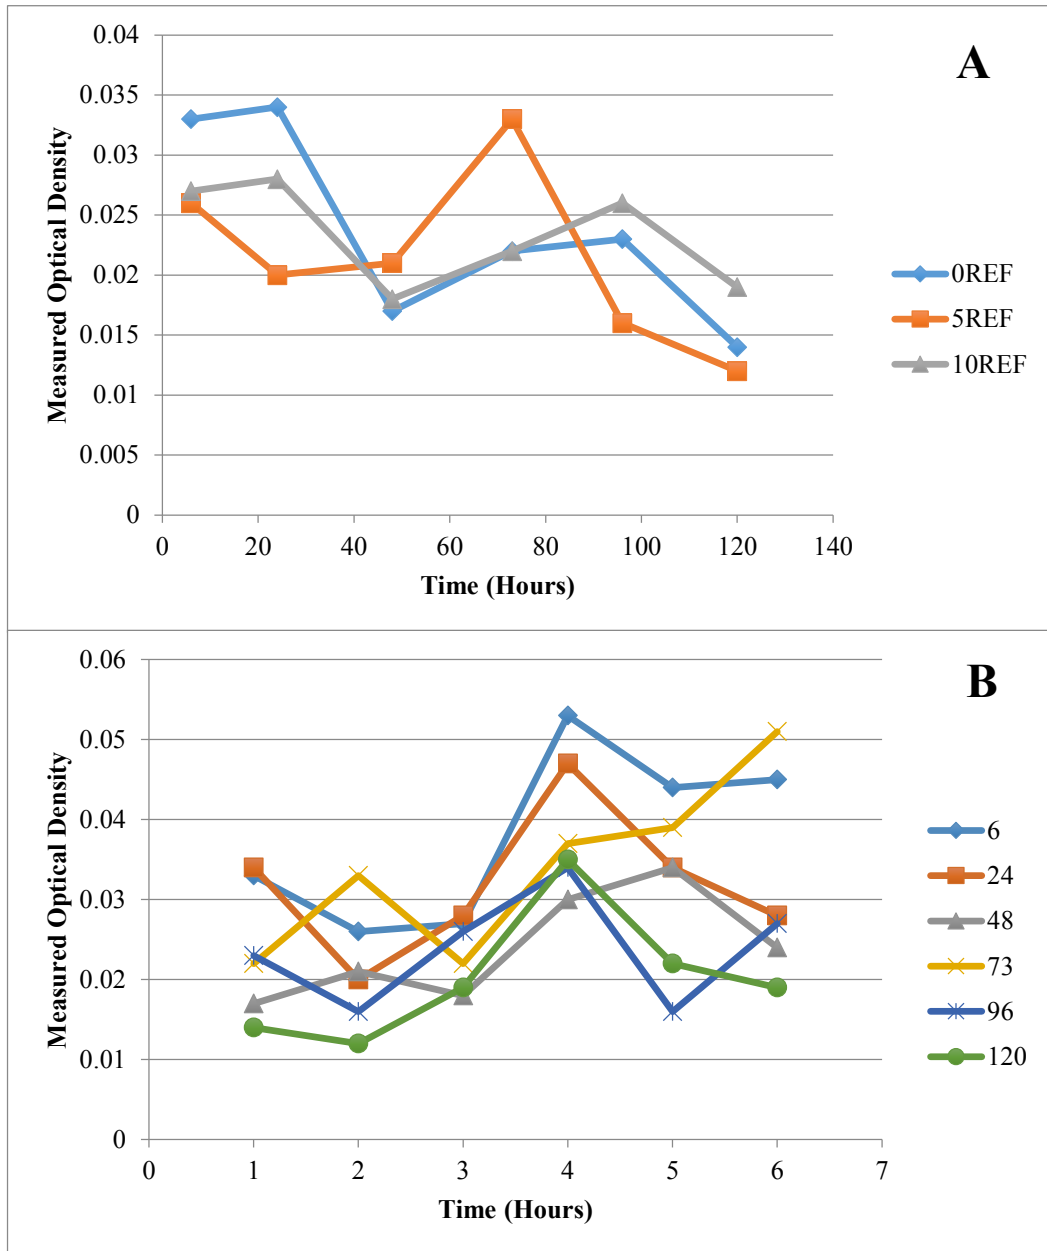 A
Measured Optical Density
0.04
0.035
0.03
0.025
0.02
0.015
0.01
0.005
0
0 20 40 60 80 100 120 140
Time (Hours)
0REF
5REF
10REF
B
Measured Optical Density
0.06
0.05
0.04
0.03
0.02
0.01
0
0 1 2 3 4 5 6 7
Time (Hours)
6
24
48
73
96
120